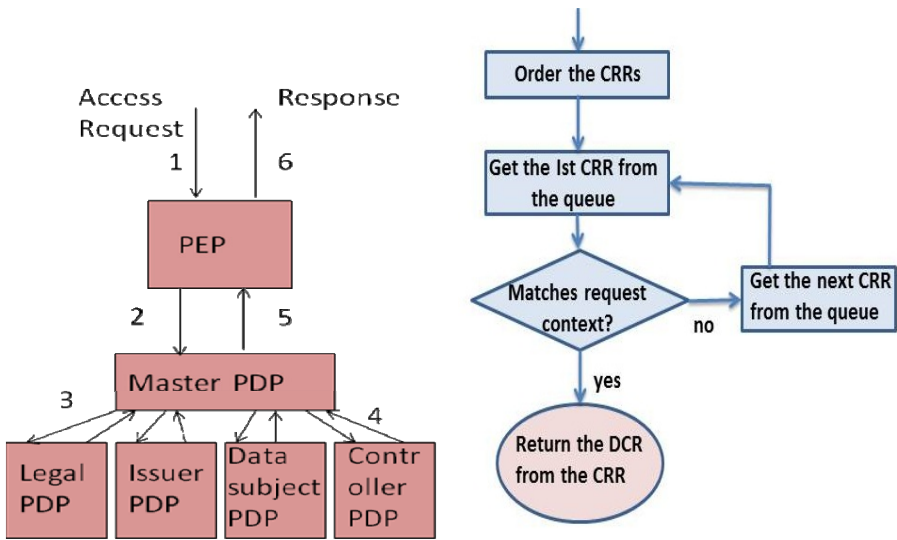 Access
Request
Response
1
6
PEP
2
5
Master PDP
3
4
Legal
PDP
Issuer
PDP
Data
subject
PDP
Contr
oller
PDP
Order the CRRs
Get the Ist CRR from
the queue
Matches request
context?
no
Get the next CRR
from the queue
yes
Return the DCR
from the CRR